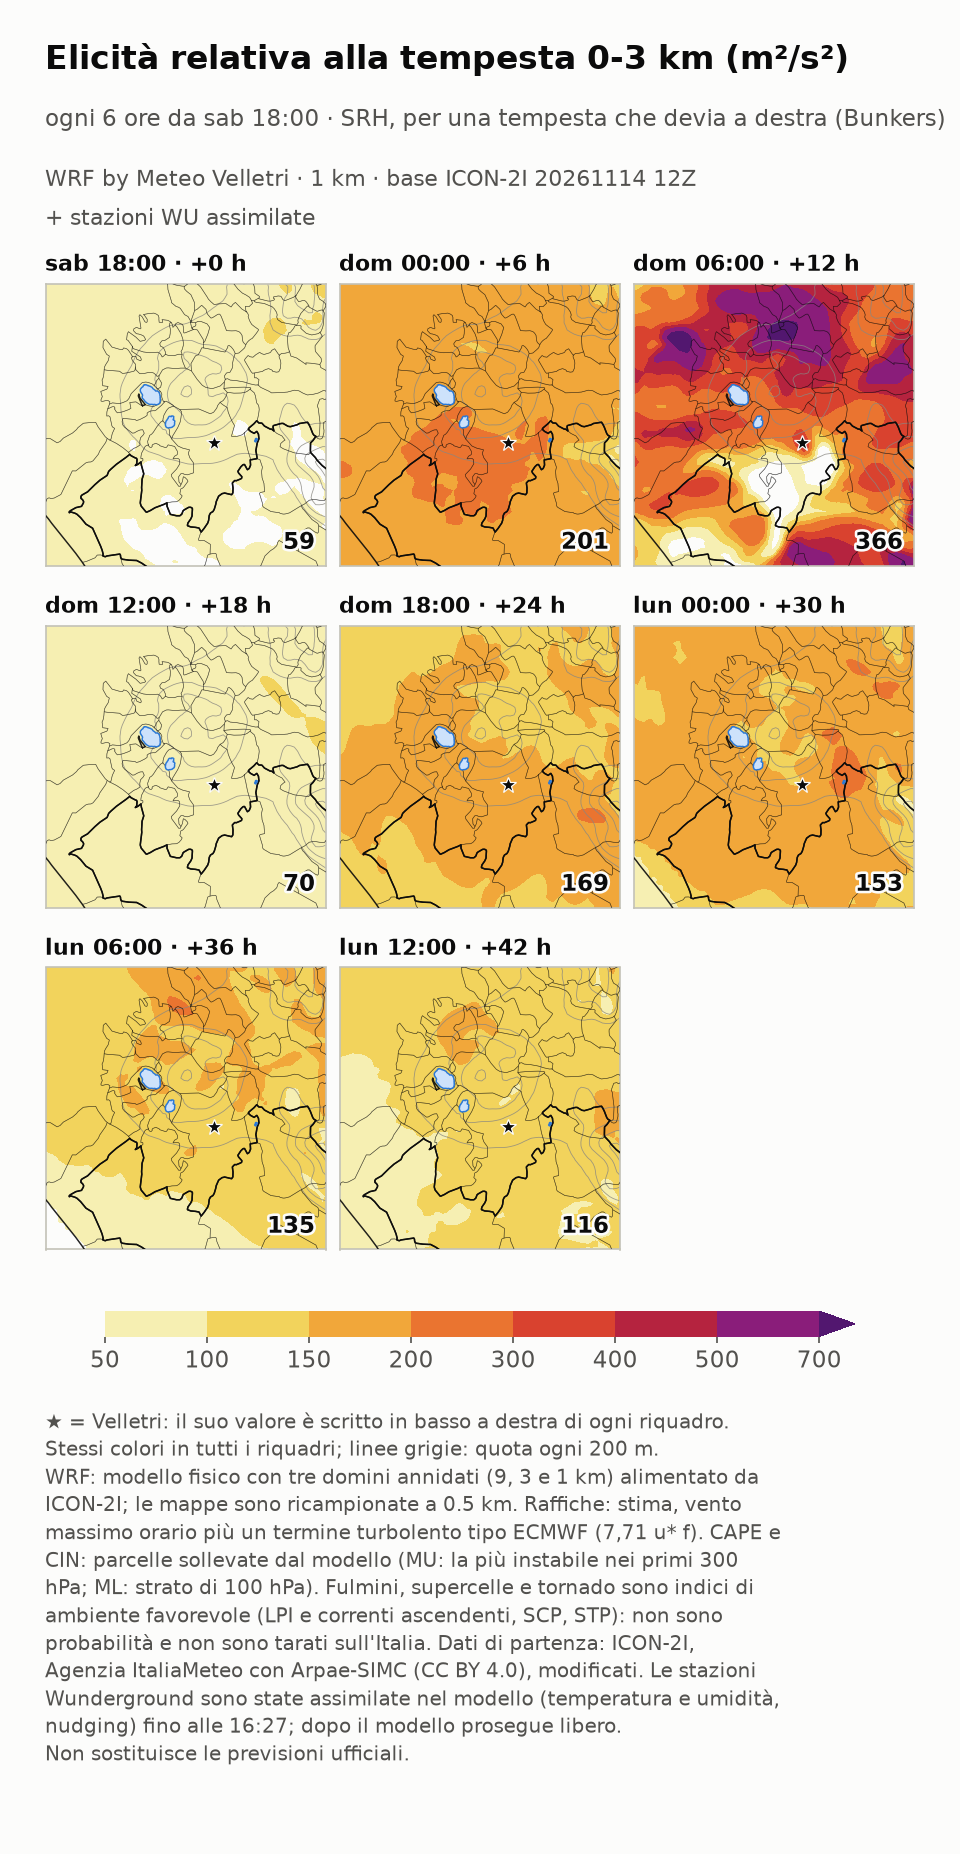 Elicità relativa alla tempesta 0-3 km (m²/s²)
ogni 6 ore da sab 18:00 · SRH, per una tempesta che devia a destra (Bunkers)
WRF by Meteo Velletri · 1 km · base ICON-2I 20261114 12Z
+ stazioni WU assimilate
sab 18:00 · +0 h
dom 00:00 · +6 h
dom 06:00 · +12 h
59
201
366
dom 12:00 · +18 h
dom 18:00 · +24 h
lun 00:00 · +30 h
70
169
153
lun 06:00 · +36 h
lun 12:00 · +42 h
135
116
50 100 150 200 300 400 500 700
★ = Velletri: il suo valore è scritto in basso a destra di ogni riquadro.
Stessi colori in tutti i riquadri; linee grigie: quota ogni 200 m.
WRF: modello fisico con tre domini annidati (9, 3 e 1 km) alimentato da
ICON-2I; le mappe sono ricampionate a 0.5 km. Raffiche: stima, vento
massimo orario più un termine turbolento tipo ECMWF (7,71 u* f). CAPE e
CIN: parcelle sollevate dal modello (MU: la più instabile nei primi 300
hPa; ML: strato di 100 hPa). Fulmini, supercelle e tornado sono indici di
ambiente favorevole (LPI e correnti ascendenti, SCP, STP): non sono
probabilità e non sono tarati sull'Italia. Dati di partenza: ICON-2I,
Agenzia ItaliaMeteo con Arpae-SIMC (CC BY 4.0), modificati. Le stazioni
Wunderground sono state assimilate nel modello (temperatura e umidità,
nudging) fino alle 16:27; dopo il modello prosegue libero.
Non sostituisce le previsioni ufficiali.